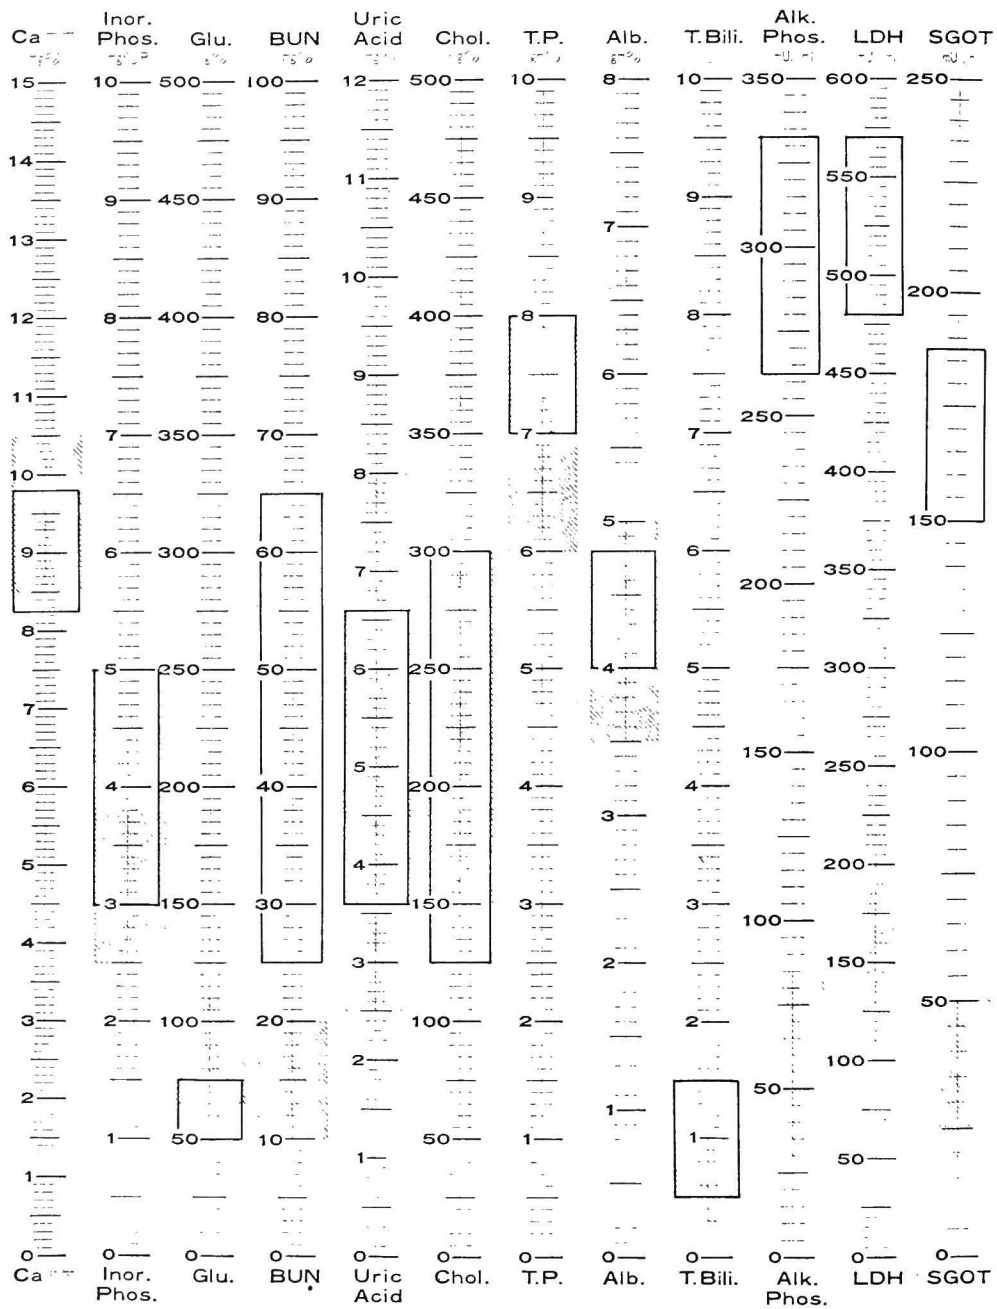 Inor. Uric Alk.
Ca Phos. Glu. BUN Acid Chol. T.P. Alb. T.Bili. Phos. LDH SGOT
15 10 500 100 12 500 10 8 10 350 600 250
14
11 550
9 450 90 450 9 9
7
13 300
10 500
200
12 8 400 80 400 8 8
9 6 450
11
250
7 350 70 350 7 7
10 8 400
5 150
9 6 300 60 300 6 6
7 350
200
8
5 250 50 6 250 5 4 5 300
7
150 100
5 250
6 4 200 40 200 4 4
3
5 4 200
3 150 30 150 3 3
100
4
3 2 150
50
3 2 100 20 100 2 2
2 100
50
2
1
1 50 10 50 1 1
1 50
1
0 0 0 0 0 0 0 0 0 0 0 0
Ca Inor. Glu. BUN Uric Chol. T.P. Alb. T.Bili. Alk. LDH SGOT
Phos. Acid Phos.